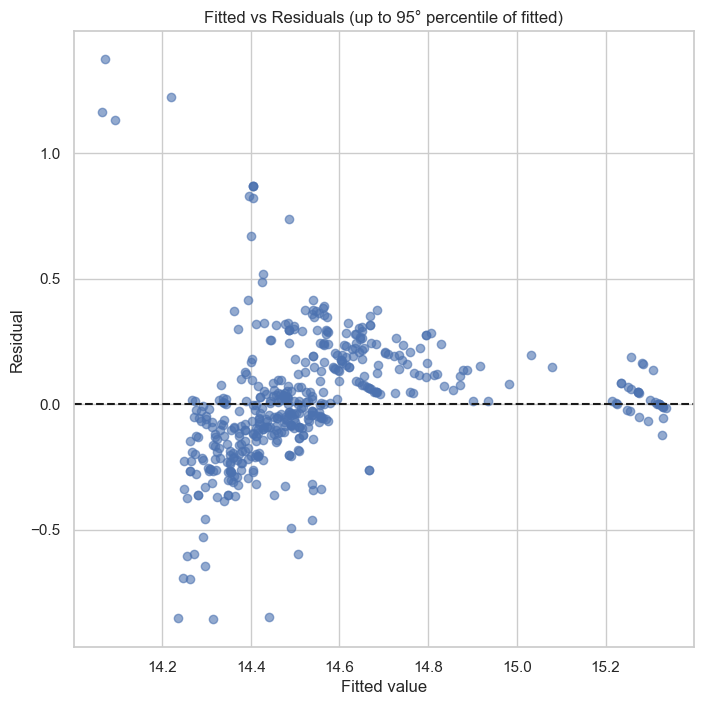 Fitted vs Residuals (up to 95° percentile of fitted)
1.0
0.5
0.0
−0.5
Residual
14.2 14.4 14.6 14.8 15.0 15.2
Fitted value